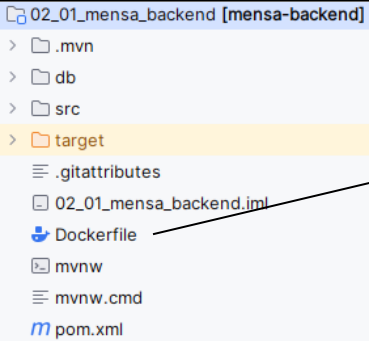 02_01_mensa_backend [mensa-backend]
.mvn
db
src
target
.gitattributes
02_01_mensa_backend.iml
Dockerfile
mvnw
mvnw.cmd
m pom.xml